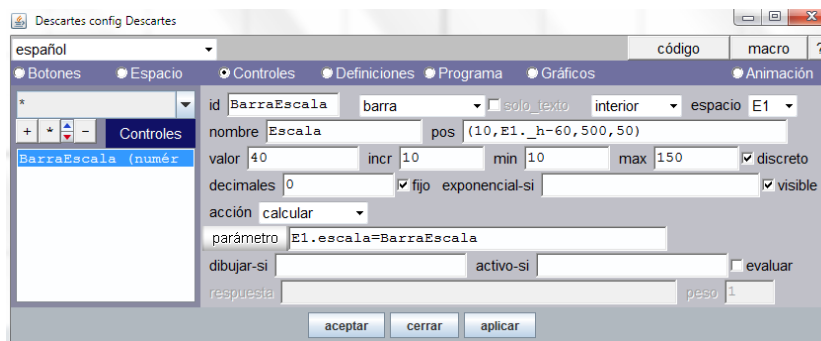 Descartes config Descartes
español código macro ?
Botones Espacio Controles Definiciones Programa Gráficos Animación
* id BarraEscala barra solo_texto interior espacio E1
+ * - Controles nombre Escala pos (10,E1._h-60,500,50)
BarraEscala (numér valor 40 incr 10 min 10 max 150 discreto
decimales 0 fijo exponencial-si visible
acción calcular
parámetro E1.escala=BarraEscala
dibujar-si activo-si evaluar
respuesta peso 1
aceptar cerrar aplicar